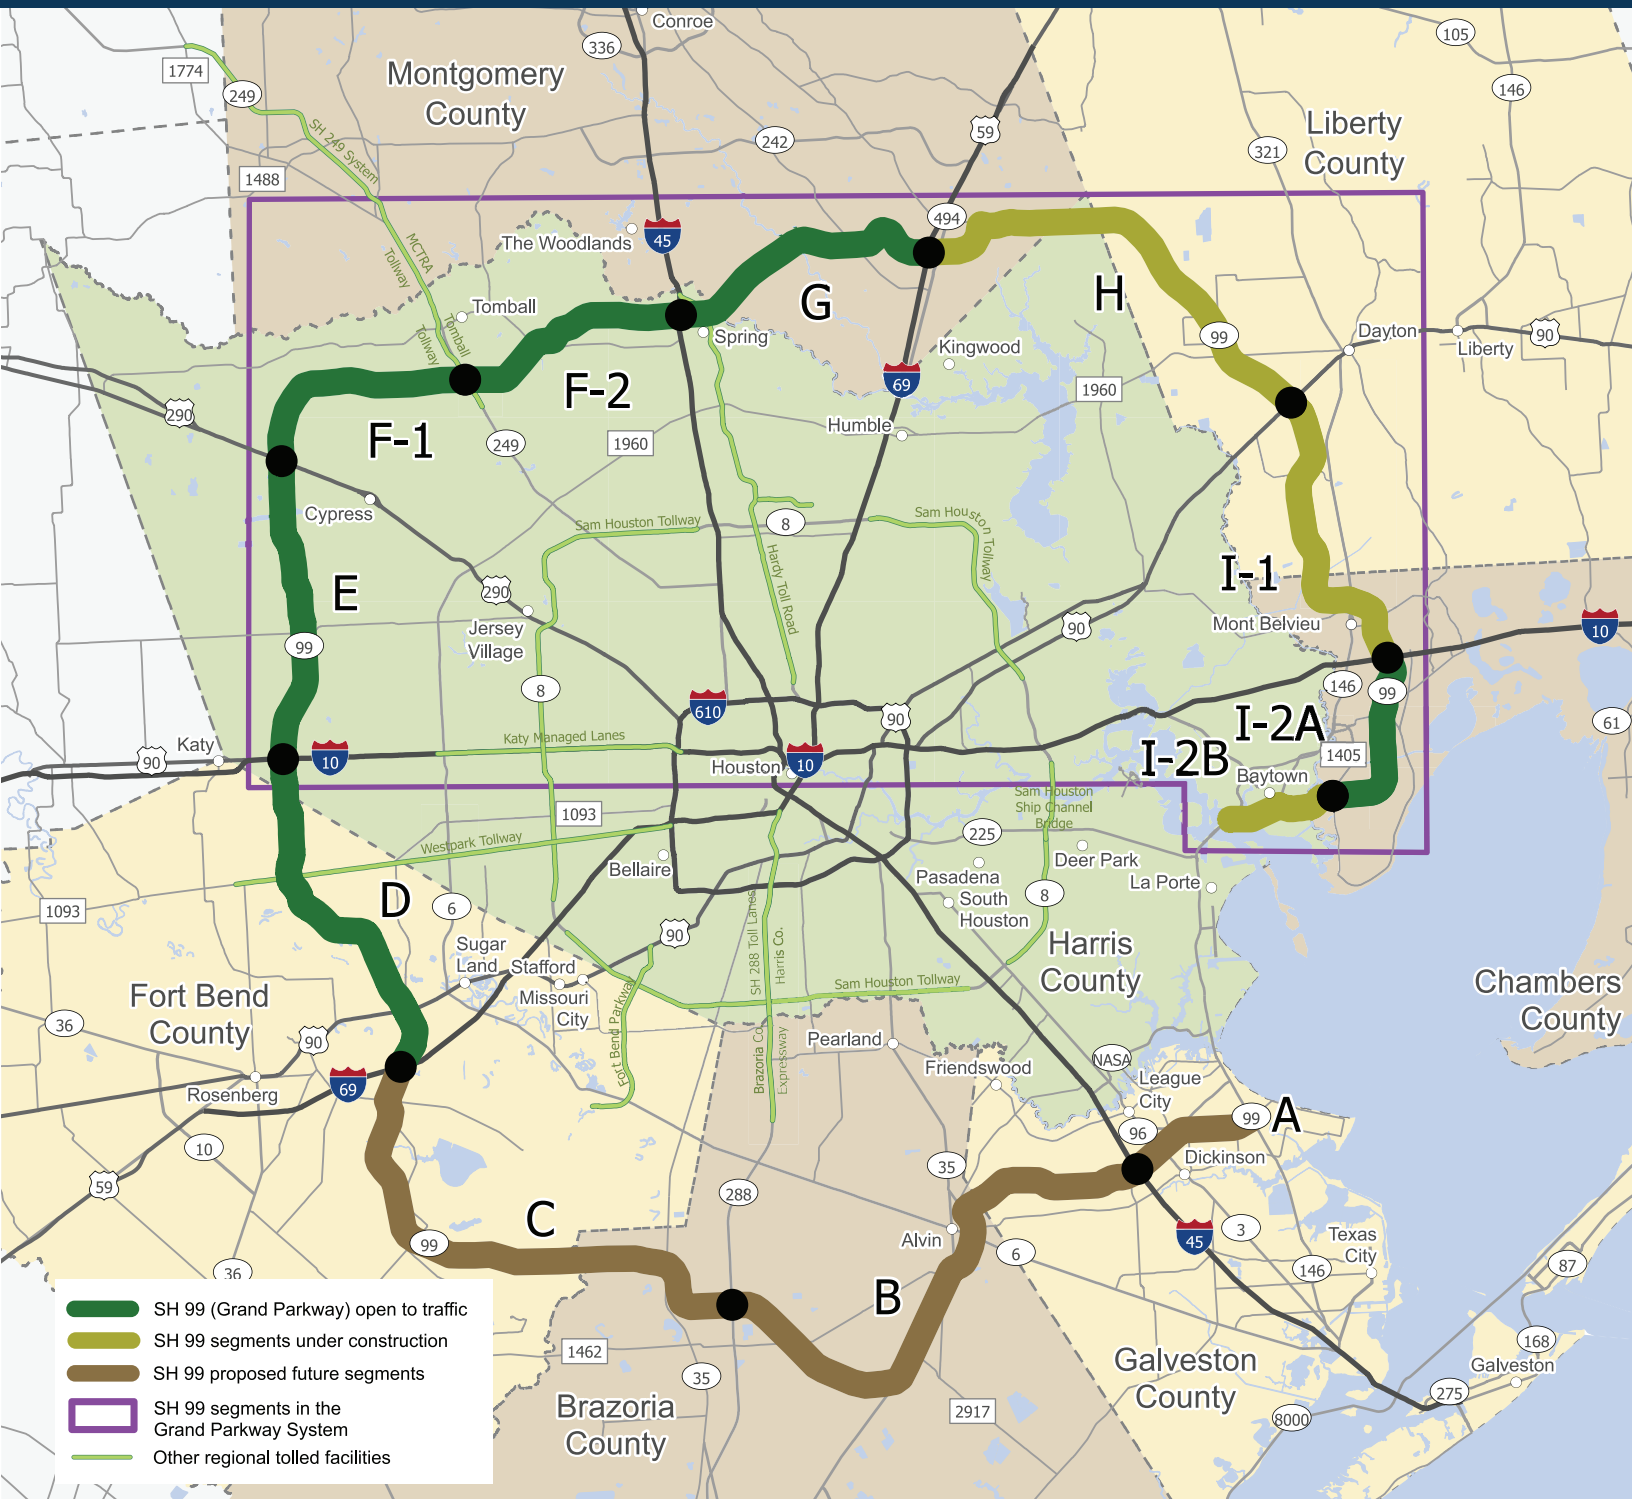 Conroe
336
105
1774
Montgomery
County
249
146
SH 249 System
59
Liberty
County
242
321
1488
494
The Woodlands
45
MCTRA
Tollway
H
G
Tomball
Tomball
Tollway
Spring
99
Dayton
90
Liberty
Kingwood
69
F-2
1960
290
Humble
F-1
249
1960
Cypress
Sam Houston Tollway
8
Sam Houston Tollway
Hardy Toll Road
I-1
E
290
Jersey
Village
90
Mont Belvieu
10
99
8
146
99
610
90
I-2A
61
Katy
Katy Managed Lanes
I-2B
1405
90
10
Houston
10
Baytown
Sam Houston
Ship Channel
Bridge
1093
Westpark Tollway
225
Bellaire
Deer Park
Pasadena
La Porte
D
8
1093
6
South
Houston
90
SH 288 Toll Lanes
Harris Co.
Harris
County
Sugar
Land
Stafford
Missouri
City
Sam Houston Tollway
Chambers
County
Fort Bend
County
Fort Bend Parkway
36
90
Brazoria Co.
Expressway
Pearland
NASA
Friendswood
69
Rosenberg
League
City
99
A
96
10
Dickinson
35
59
288
C
Alvin
45
3
Texas
City
99
6
146
87
36
B
SH 99 (Grand Parkway) open to traffic
SH 99 segments under construction
SH 99 proposed future segments
SH 99 segments in the
Grand Parkway System
Other regional tolled facilities
1462
168
Galveston
Galveston
County
35
275
Brazoria
County
2917
8000